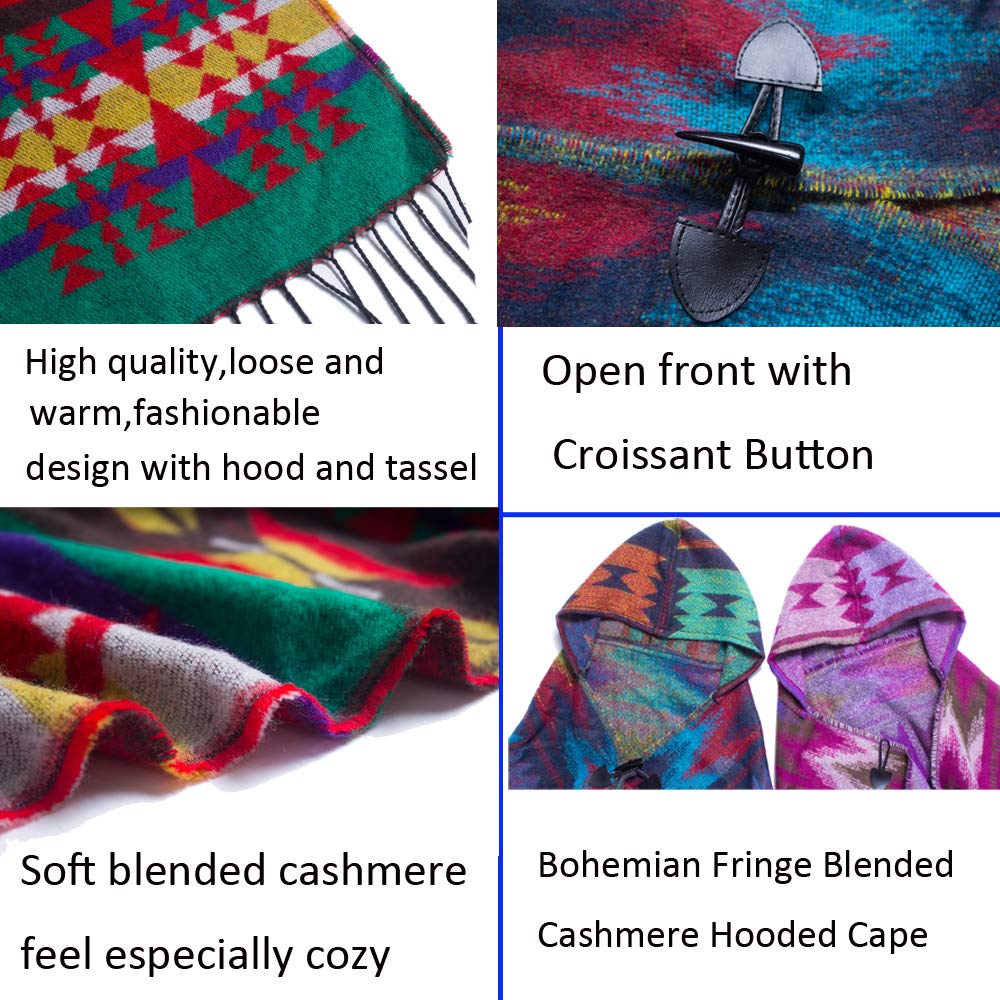 High quality,loose and
warm,fashionable
design with hood and tassel
Open front with
Croissant Button
Soft blended cashmere
feel especially cozy
Bohemian Fringe Blended
Cashmere Hooded Cape